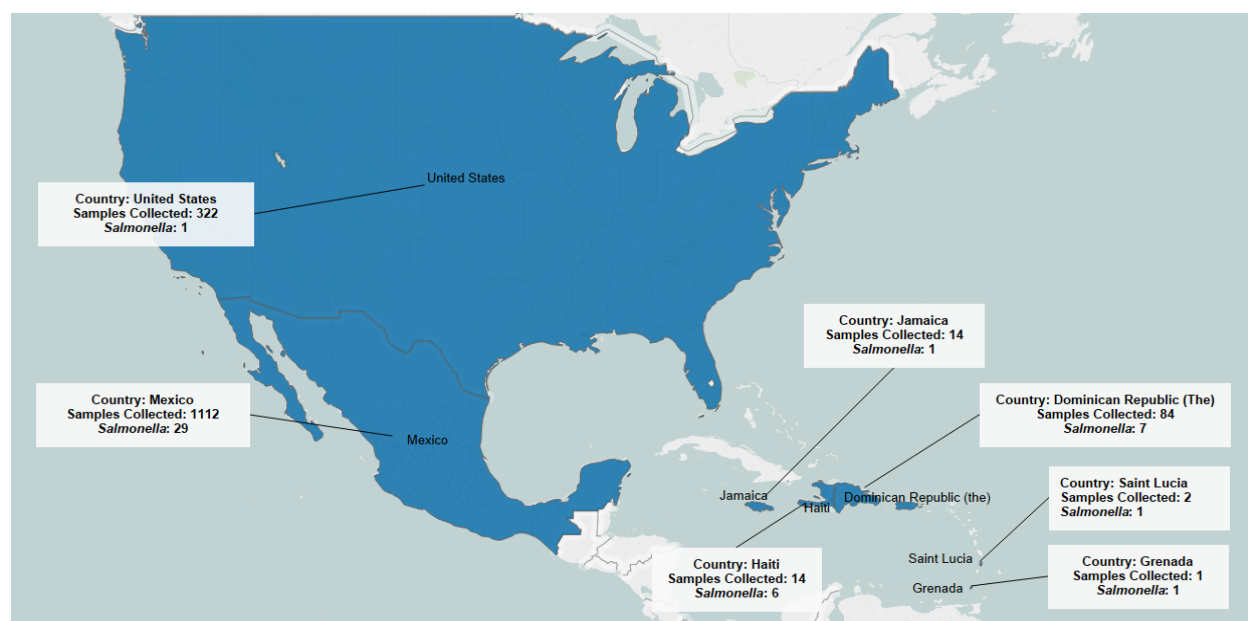 United States
Country: United States
Samples Collected: 322
Salmonella: 1
Country: Jamaica
Samples Collected: 14
Salmonella: 1
Country: Mexico
Samples Collected: 1112
Salmonella: 29
Mexico
Country: Dominican Republic (The)
Samples Collected: 84
Salmonella: 7
Jamaica
Haiti
Dominican Republic (the)
Country: Saint Lucia
Samples Collected: 2
Salmonella: 1
Saint Lucia
Country: Haiti
Samples Collected: 14
Salmonella: 6
Grenada
Country: Grenada
Samples Collected: 1
Salmonella: 1